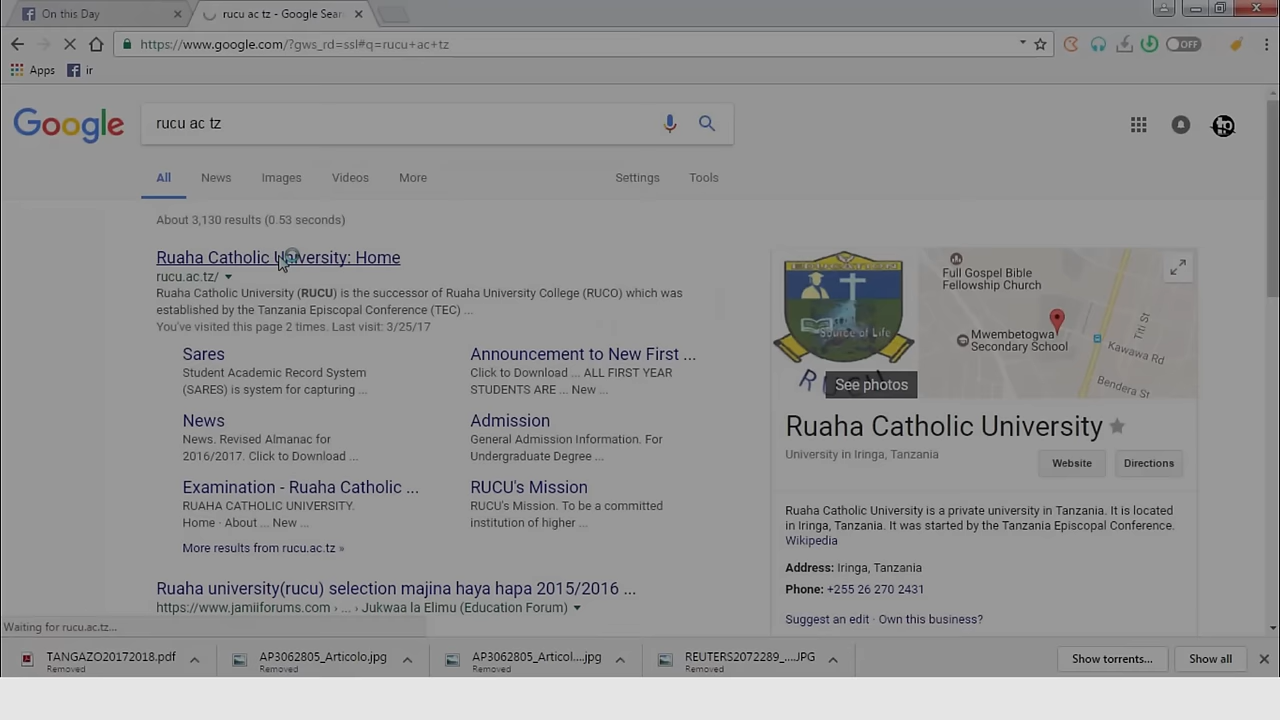 On this Day
rucu ac tz - Google Sear
https://www.google.com/?gws_rd=ssl#q=rucu+ac+tz
OFF
Apps
ir
Google
rucu ac tz
All
News
Images
Videos
More
Settings
Tools
About 3,130 results (0.53 seconds)
Ruaha Catholic University: Home
rucu.ac.tz/
Ruaha Catholic University (RUCU) is the successor of Ruaha University College (RUCO) which was
established by the Tanzania Episcopal Conference (TEC) ...
You've visited this page 2 times. Last visit: 3/25/17
Sares
Student Academic Record System
(SARES) is system for capturing ...
Announcement to New First ...
Click to Download ... ALL FIRST YEAR
STUDENTS ARE ... New ...
News
News. Revised Almanac for
2016/2017. Click to Download ...
Admission
General Admission Information. For
Undergraduate Degree ...
Examination - Ruaha Catholic ...
RUAHA CATHOLIC UNIVERSITY.
Home · About ... New ...
RUCU's Mission
RUCU's Mission. To be a committed
institution of higher ...
More results from rucu.ac.tz »
Ruaha university(rucu) selection majina haya hapa 2015/2016 ...
https://www.jamiiforums.com › ... › Jukwaa la Elimu (Education Forum)
Source of Life
RUCU
See photos
Full Gospel Bible
Fellowship Church
Mwembetogwa
Secondary School
Titi St
Kawawa Rd
Bendera St
Ruaha Catholic University
University in Iringa, Tanzania
Website
Directions
Ruaha Catholic University is a private university in Tanzania. It is located
in Iringa, Tanzania. It was started by the Tanzania Episcopal Conference.
Wikipedia
Address: Iringa, Tanzania
Phone: +255 26 270 2431
Suggest an edit · Own this business?
Waiting for rucu.ac.tz...
TANGAZO20172018.pdf
Removed
AP3062805_Articolo.jpg
Removed
AP3062805_Articol....jpg
Removed
REUTERS2072289_....JPG
Removed
Show torrents...
Show all